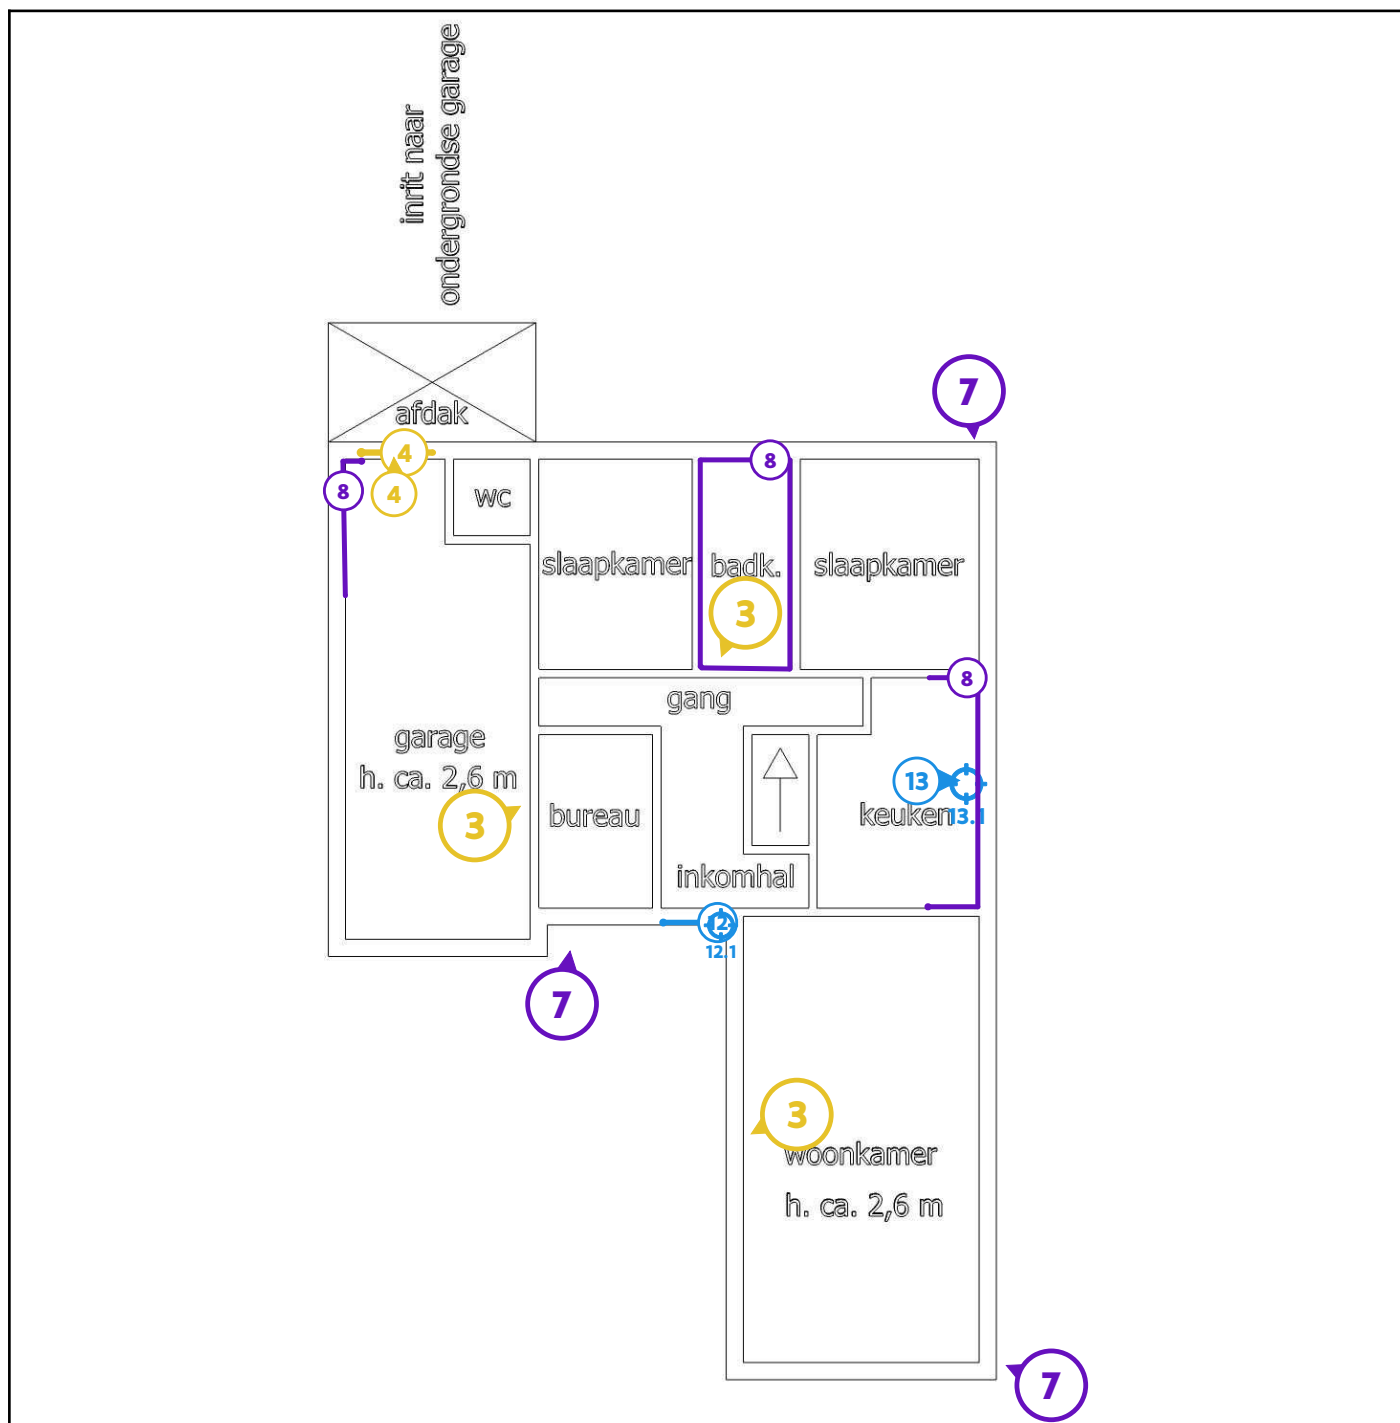 inrit naar
ondergrondse garage
afdak
7
4
4
8
8
wc
slaapkamer
badk.
slaapkamer
3
8
gang
garage
h. ca. 2,6 m
3
bureau
13
keuken
13.1
inkomhal
12
12.1
7
3
woonkamer
h. ca. 2,6 m
7